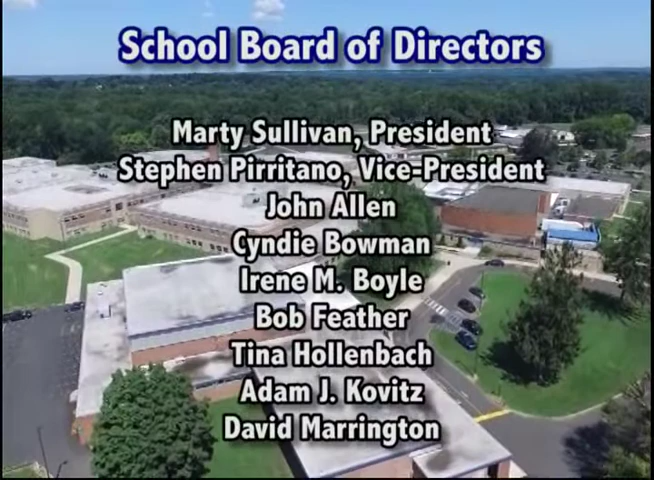 School Board of Directors
Marty Sullivan, President
Stephen Pirritano, Vice-President
John Allen
Cyndie Bowman
Irene M. Boyle
Bob Feather
Tina Hollenbach
Adam J. Kovitz
David Marrington